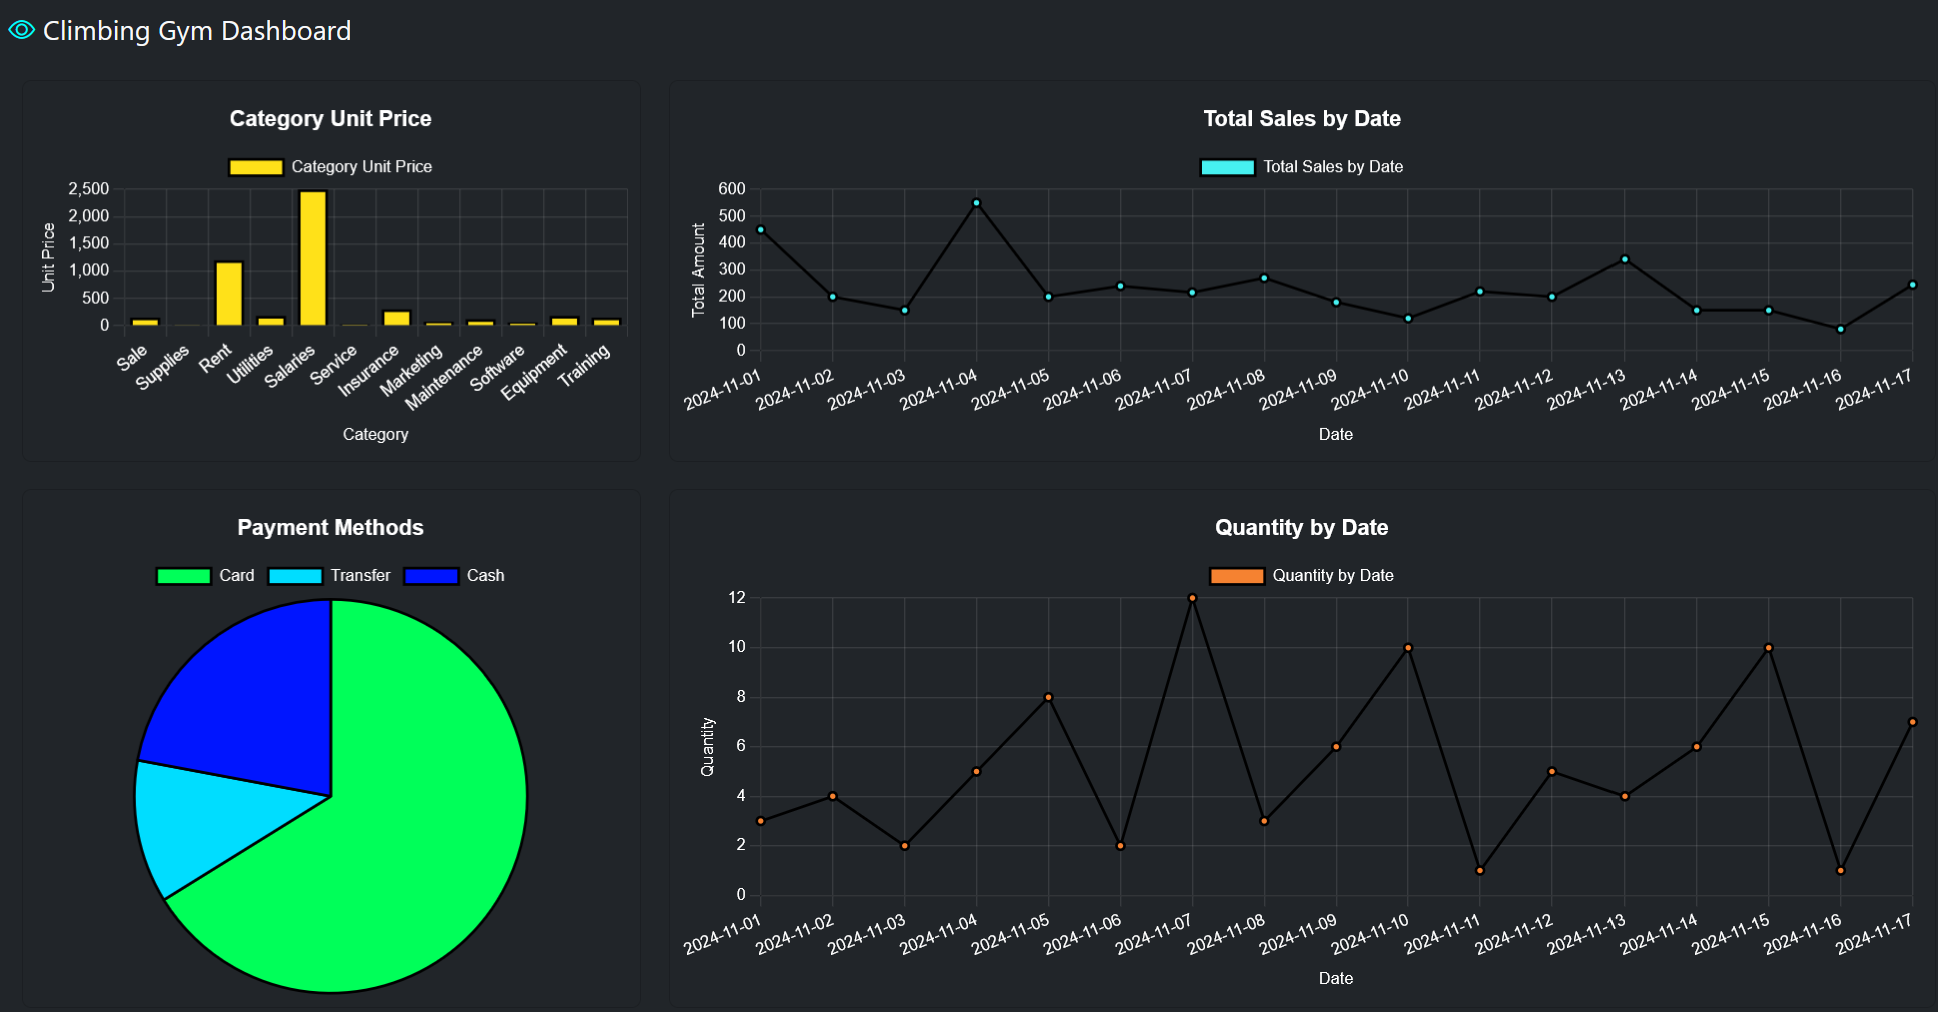 Climbing Gym Dashboard
Category Unit Price
Category Unit Price
2,500
2,000
1,500
1,000
500
0
Unit Price
Sale
Supplies
Rent
Utilities
Salaries
Service
Insurance
Marketing
Maintenance
Software
Equipment
Training
Category
Total Sales by Date
Total Sales by Date
600
500
400
300
200
100
0
Total Amount
2024-11-01
2024-11-02
2024-11-03
2024-11-04
2024-11-05
2024-11-06
2024-11-07
2024-11-08
2024-11-09
2024-11-10
2024-11-11
2024-11-12
2024-11-13
2024-11-14
2024-11-15
2024-11-16
2024-11-17
Date
Payment Methods
Card Transfer Cash
Quantity by Date
Quantity by Date
12
10
8
6
4
2
0
Quantity
2024-11-01
2024-11-02
2024-11-03
2024-11-04
2024-11-05
2024-11-06
2024-11-07
2024-11-08
2024-11-09
2024-11-10
2024-11-11
2024-11-12
2024-11-13
2024-11-14
2024-11-15
2024-11-16
2024-11-17
Date